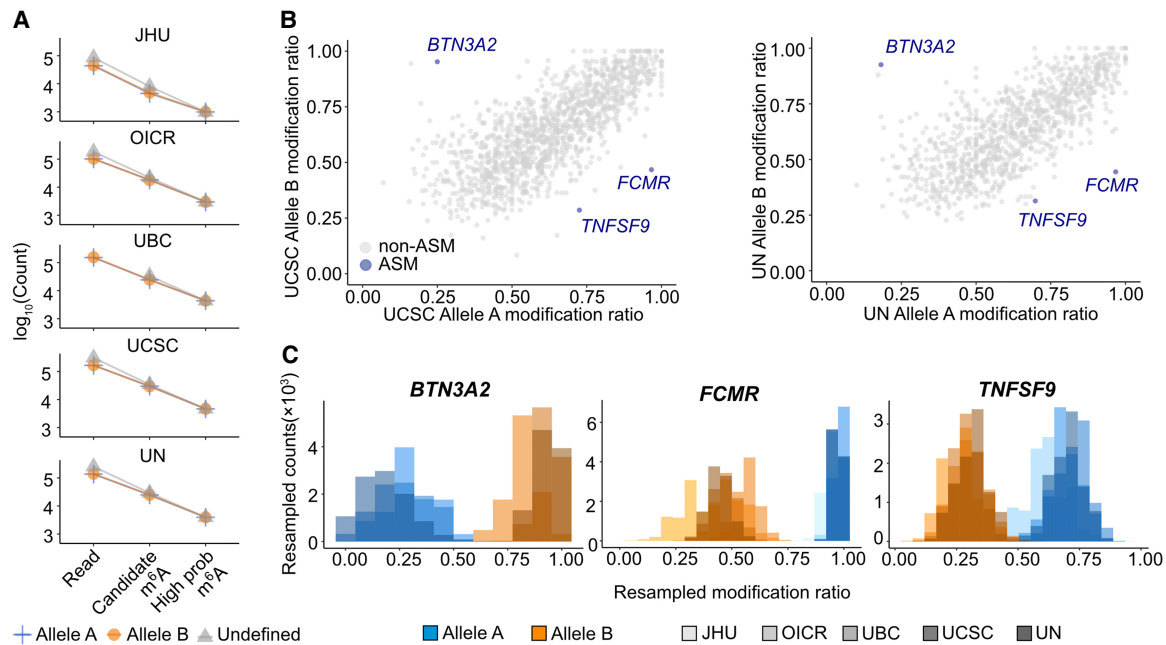 A
JHU
5
4
3
OICR
5
4
3
UBC
5
4
3
UCSC
5
4
3
UN
5
4
3
log10(Count)
Read
Candidate m6A
High prob m6A
Allele A
Allele B
Undefined
B
UCSC Allele B modification ratio
1.00
0.75
0.50
0.25
0.00
BTN3A2
FCMR
TNFSF9
non-ASM
ASM
0.00 0.25 0.50 0.75 1.00
UCSC Allele A modification ratio
UN Allele B modification ratio
1.00
0.75
0.50
0.25
0.00
BTN3A2
FCMR
TNFSF9
0.00 0.25 0.50 0.75 1.00
UN Allele A modification ratio
C
Resampled counts(×10³)
BTN3A2
4
2
0
0.00 0.25 0.50 0.75 1.00
FCMR
6
4
2
0
0.00 0.25 0.50 0.75 1.00
TNFSF9
3
2
1
0
0.00 0.25 0.50 0.75 1.00
Resampled modification ratio
Allele A
Allele B
JHU
OICR
UBC
UCSC
UN